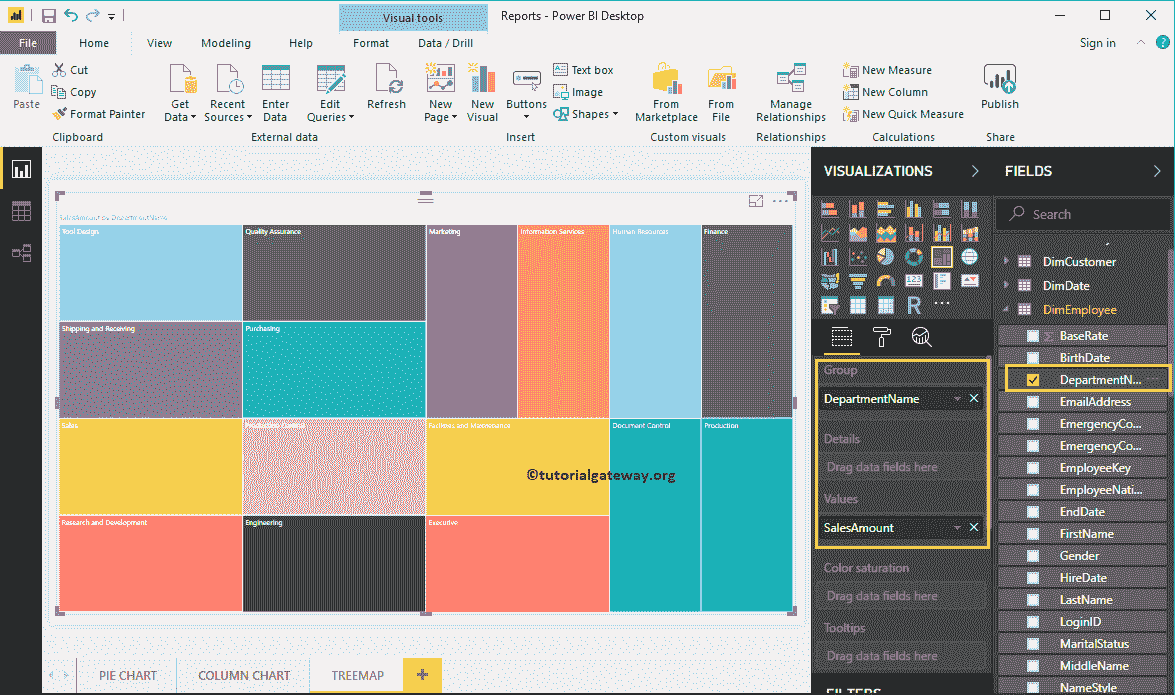 Visual tools
Reports - Power BI Desktop
File
Home
View
Modeling
Help
Format
Data / Drill
Sign in
?
Paste
Cut
Copy
Format Painter
Clipboard
Get Data
Recent Sources
Enter Data
Edit Queries
Refresh
External data
New Page
New Visual
Buttons
Text box
Image
Shapes
Insert
From Marketplace
From File
Custom visuals
Manage Relationships
Relationships
New Measure
New Column
New Quick Measure
Calculations
Publish
Share
SalesAmount by DepartmentName
Tool Design
Quality Assurance
Marketing
Information Services
Human Resources
Finance
Shipping and Receiving
Purchasing
Sales
Production Control
Facilities and Maintenance
Document Control
Production
©tutorialgateway.org
Research and Development
Engineering
Executive
PIE CHART
COLUMN CHART
TREEMAP
+
VISUALIZATIONS
123
R
Group
DepartmentName
Details
Drag data fields here
Values
SalesAmount
Color saturation
Drag data fields here
Tooltips
Drag data fields here
FILTERS
FIELDS
Search
DimCustomer
DimDate
DimEmployee
BaseRate
BirthDate
DepartmentN...
EmailAddress
EmergencyCo...
EmergencyCo...
EmployeeKey
EmployeeNati...
EndDate
FirstName
Gender
HireDate
LastName
LoginID
MaritalStatus
MiddleName
NameStyle